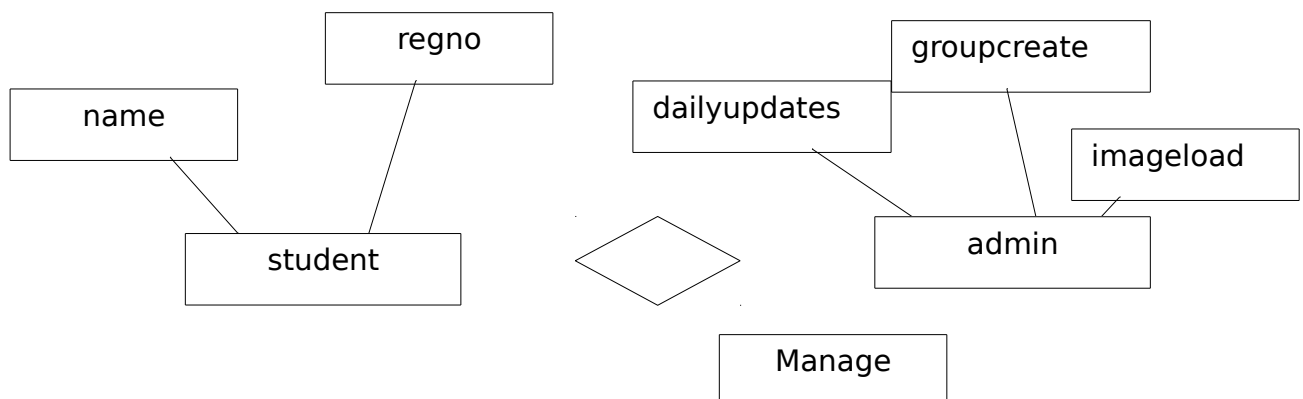 regno
groupcreate
name
dailyupdates
imageload
student
admin
Manage